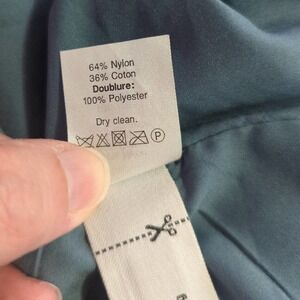 64% Nylon
36% Coton
Doublure:
100% Polyester
Dry clean.
P